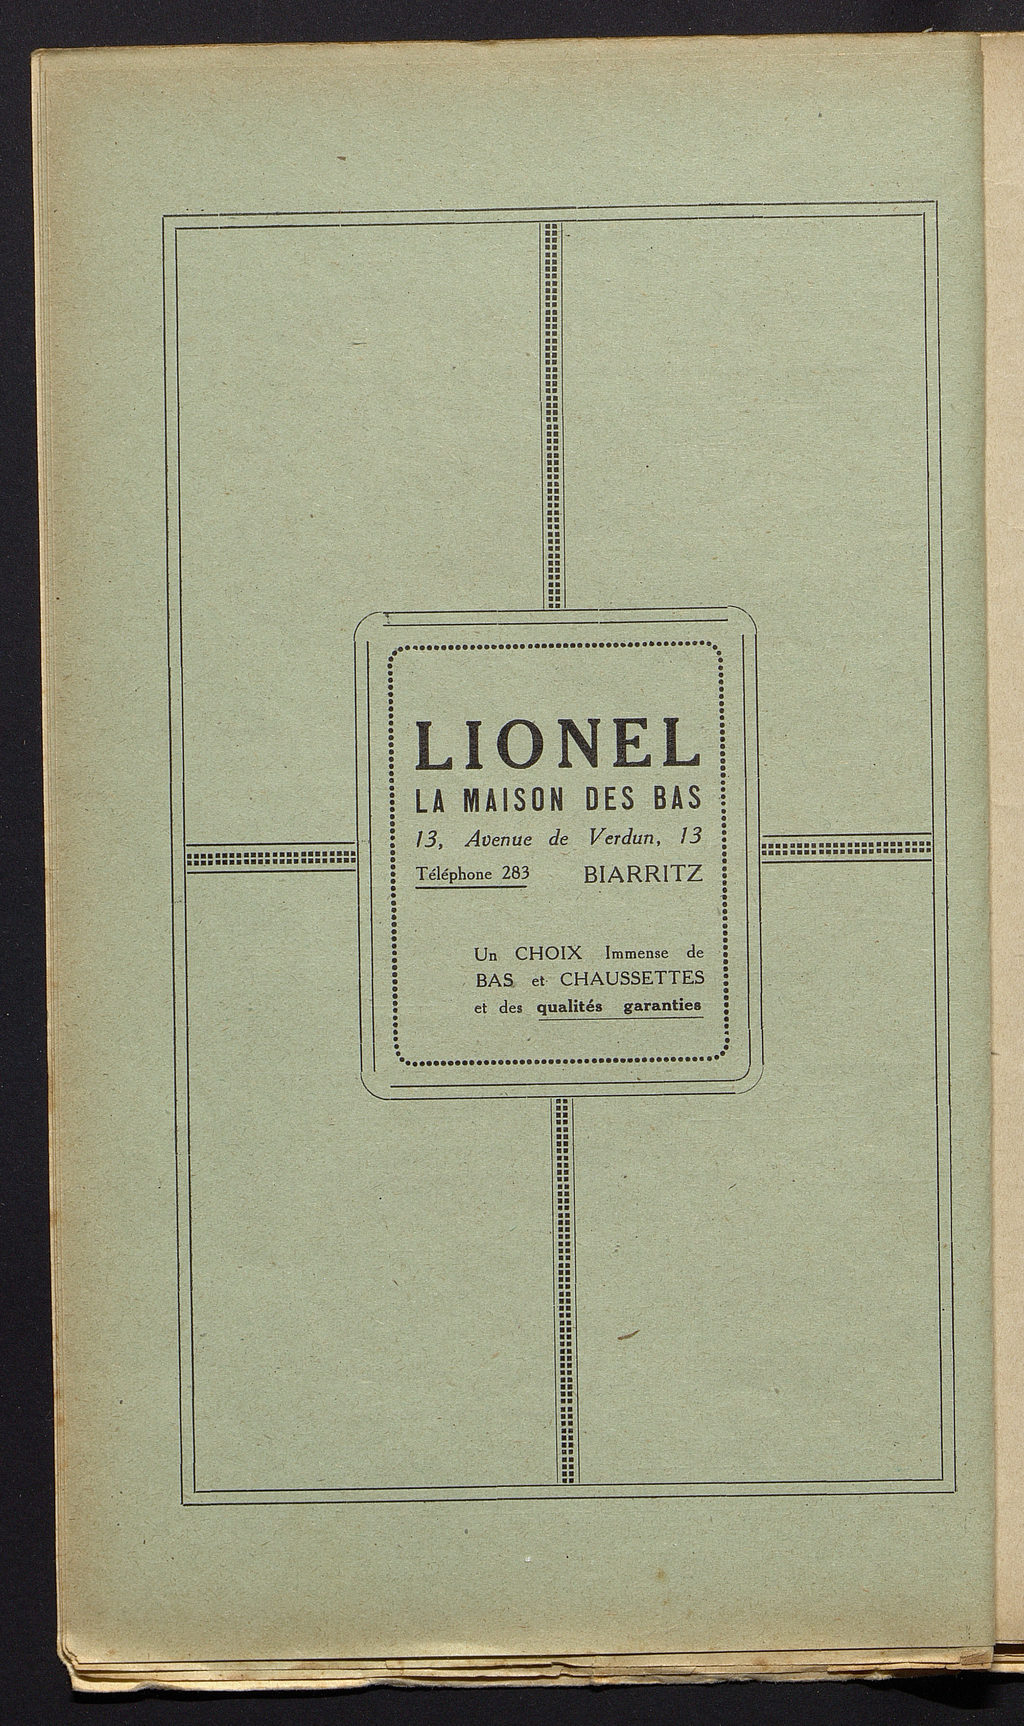 LIONEL
LA MAISON DES BAS
13, Avenue de Verdun, 13
Téléphone 283 BIARRITZ
Un CHOIX Immense de
BAS et CHAUSSETTES
et des qualités garanties